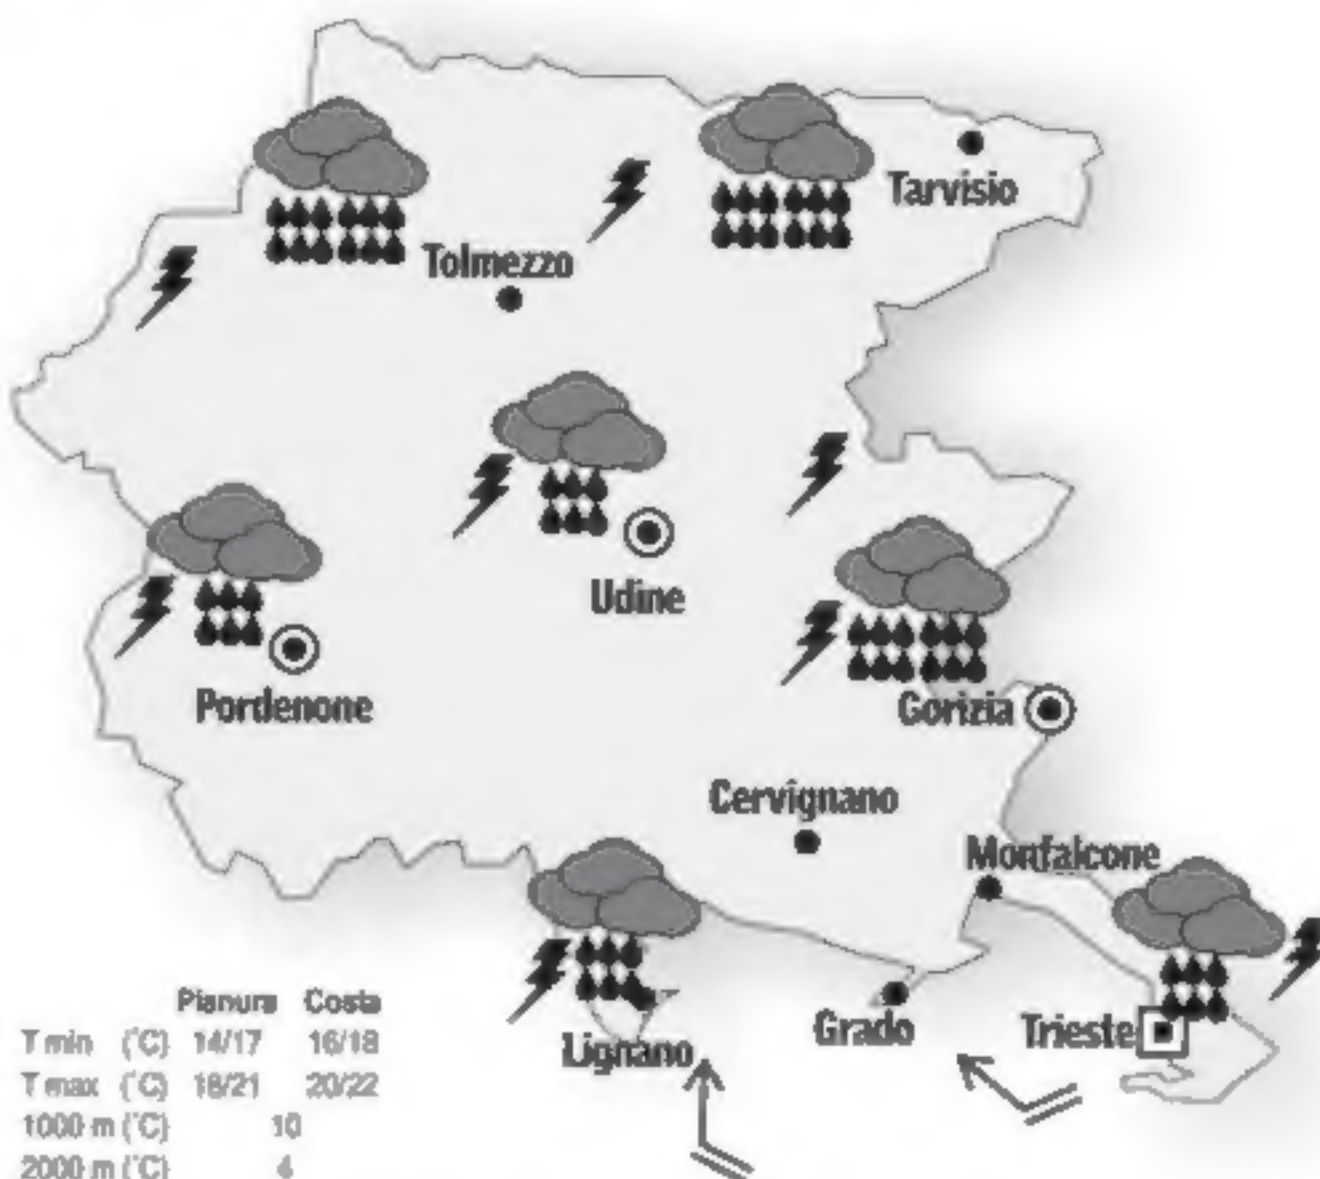 Tarvisio
Tolmezzo
Udine
Pordenone
Gorizia
Cervignano
Monfalcone
Lignano
Grado
Trieste
Pianura Costa
T min (°C) 14/17 16/18
T max (°C) 18/21 20/22
1000 m (°C) 10
2000 m (°C) 4